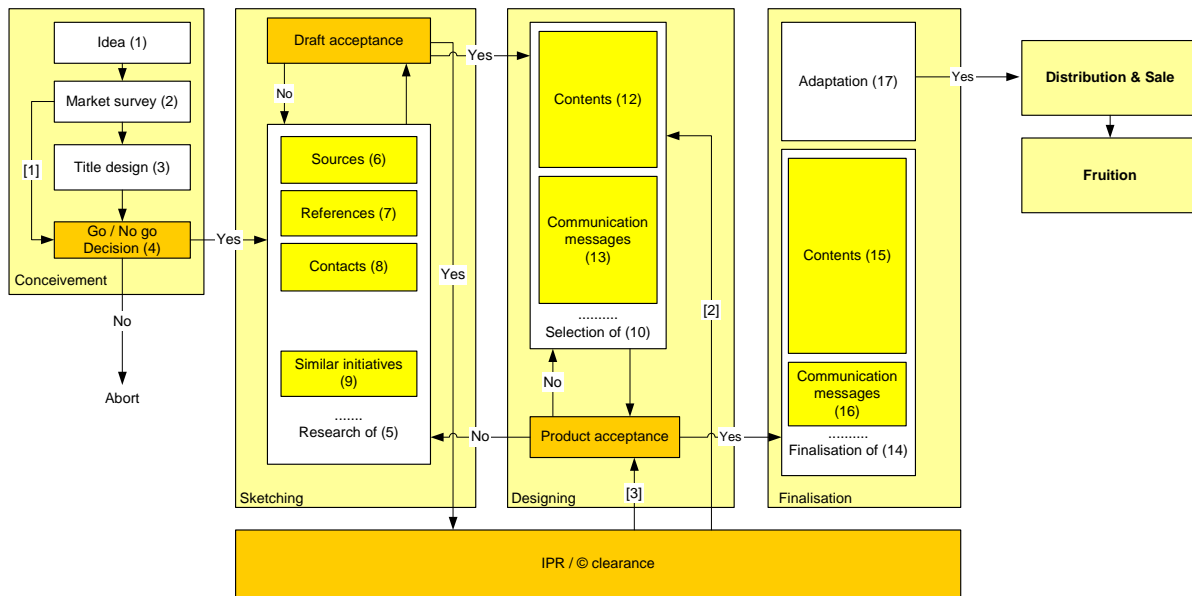 Idea (1)
Market survey (2)
[1]
Title design (3)
Go / No go
Decision (4)
Conceivement
No
Abort
Yes
Draft acceptance
No
Sources (6)
References (7)
Contacts (8)
Similar initiatives
(9)
.......
Research of (5)
Sketching
Yes
Yes
No
Contents (12)
Communication
messages
(13)
..........
Selection of (10)
No
Product acceptance
[2]
[3]
Designing
Yes
Adaptation (17)
Contents (15)
Communication
messages
(16)
..........
Finalisation of (14)
Finalisation
Yes
Distribution & Sale
Fruition
IPR / © clearance